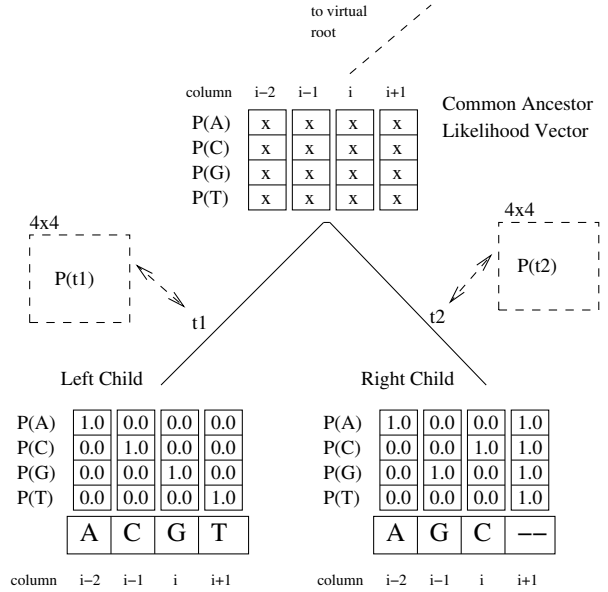 to virtual
root
column i−2 i−1 i i+1
Common Ancestor
Likelihood Vector
P(A) x x x x
P(C) x x x x
P(G) x x x x
P(T) x x x x
4x4
P(t1)
4x4
P(t2)
t1
t2
Left Child
Right Child
P(A) 1.0 0.0 0.0 0.0
P(C) 0.0 1.0 0.0 0.0
P(G) 0.0 0.0 1.0 0.0
P(T) 0.0 0.0 0.0 1.0
A C G T
column i−2 i−1 i i+1
P(A) 1.0 0.0 0.0 1.0
P(C) 0.0 0.0 1.0 1.0
P(G) 0.0 1.0 0.0 1.0
P(T) 0.0 0.0 0.0 1.0
A G C −−
column i−2 i−1 i i+1